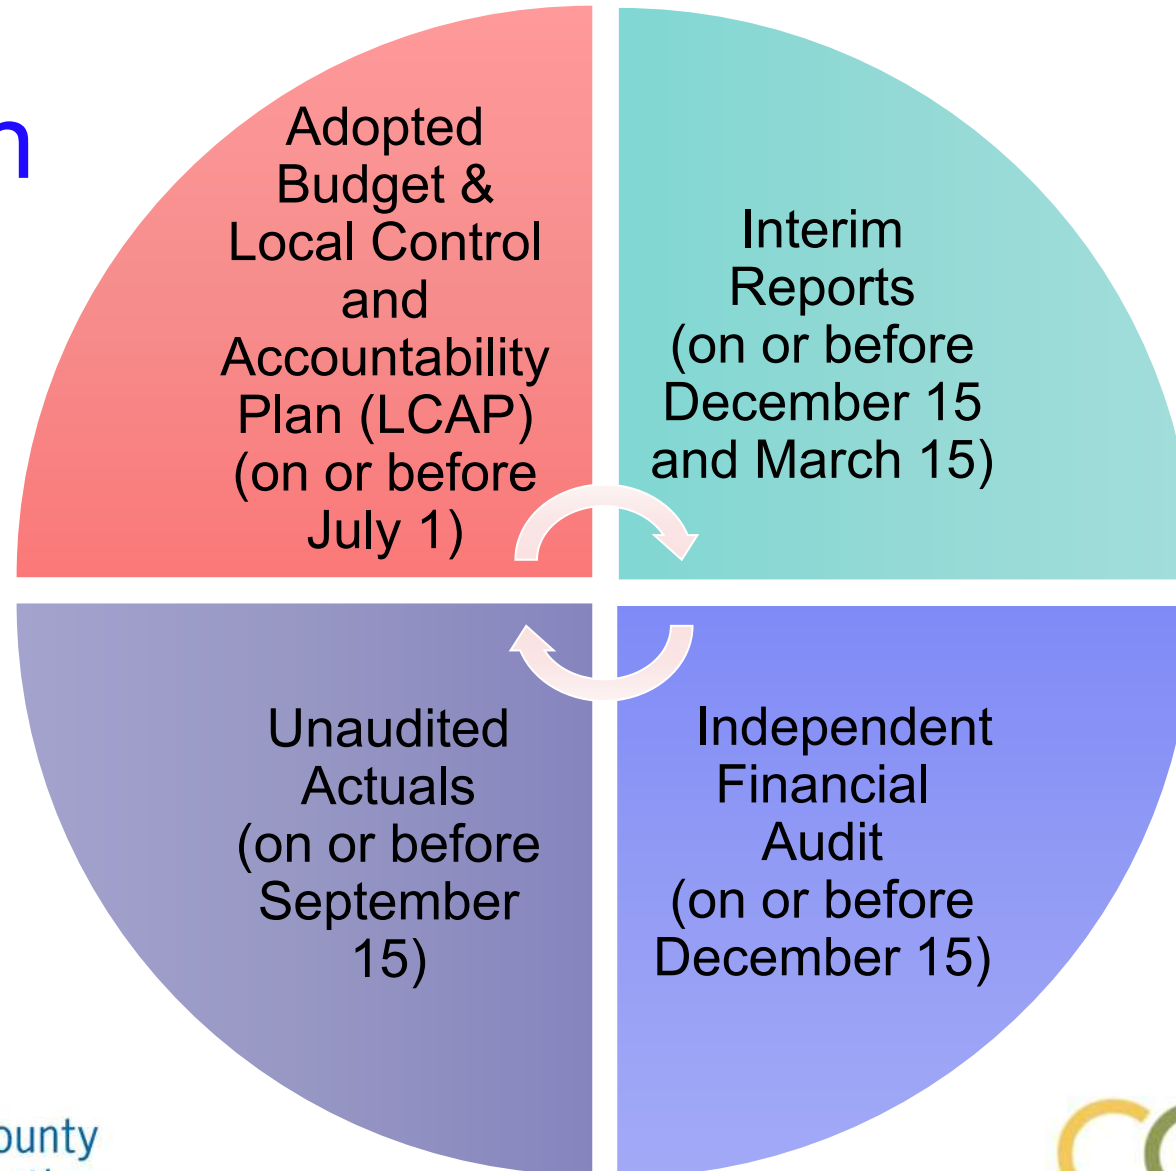 Adopted
Budget &
Local Control
and
Accountability
Plan (LCAP)
(on or before
July 1)
Interim
Reports
(on or before
December 15
and March 15)
Unaudited
Actuals
(on or before
September
15)
Independent
Financial
Audit
(on or before
December 15)